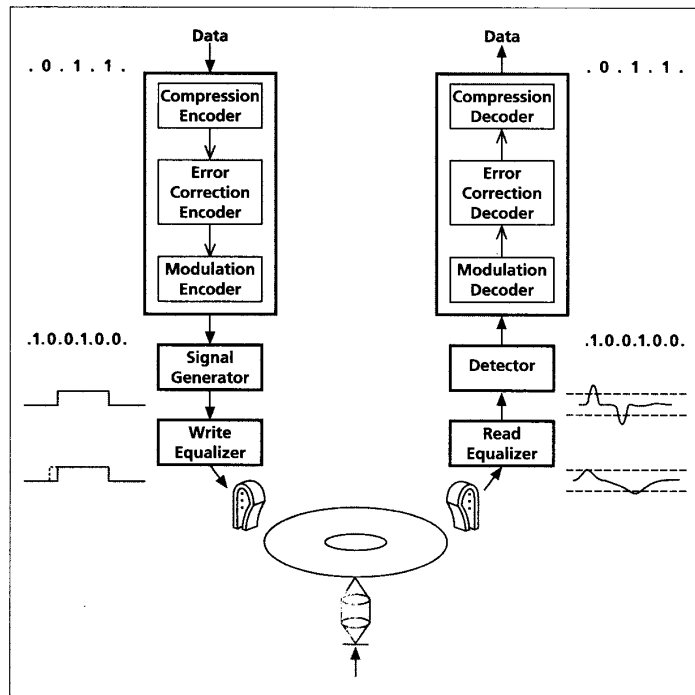 Data
. 0 . 1 . 1 .
Compression
Encoder
Error
Correction
Encoder
Modulation
Encoder
.1.0.0.1.0.0.
Signal
Generator
Write
Equalizer
Data
. 0 . 1 . 1 .
Compression
Decoder
Error
Correction
Decoder
Modulation
Decoder
.1.0.0.1.0.0.
Detector
Read
Equalizer